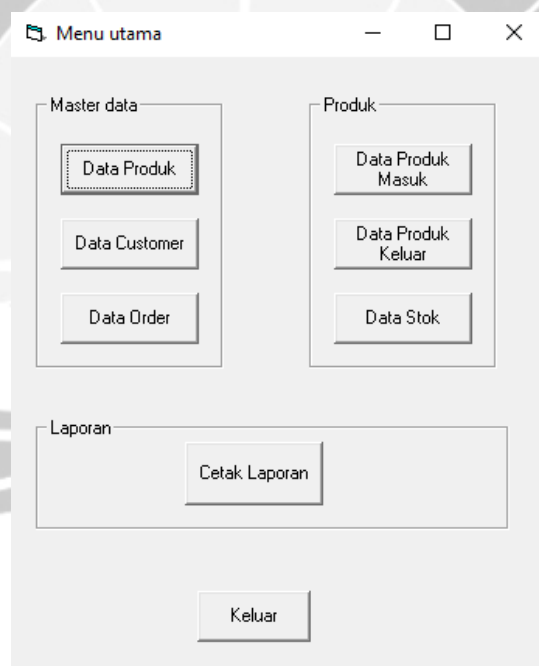 Menu utama
Master data
Data Produk
Data Customer
Data Order
Produk
Data Produk
Masuk
Data Produk
Keluar
Data Stok
Laporan
Cetak Laporan
Keluar